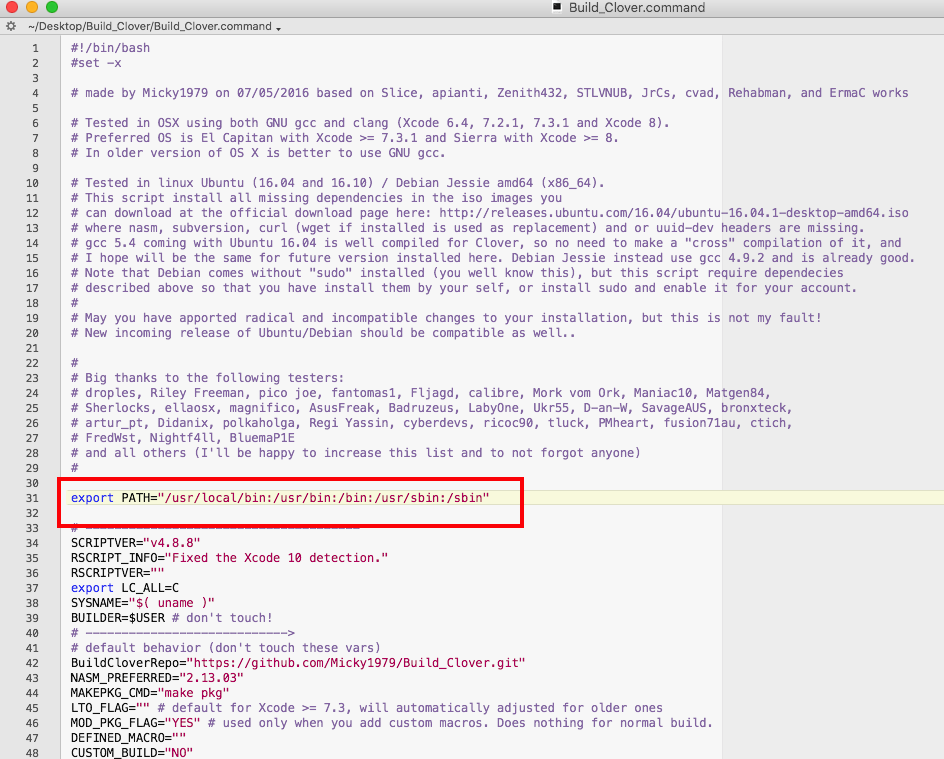 Build_Clover.command
~/Desktop/Build_Clover/Build_Clover.command
1 #!/bin/bash
2 #set -x
3
4 # made by Micky1979 on 07/05/2016 based on Slice, apianti, Zenith432, STLVNUB, JrCs, cvad, Rehabman, and ErmaC works
5
6 # Tested in OSX using both GNU gcc and clang (Xcode 6.4, 7.2.1, 7.3.1 and Xcode 8).
7 # Preferred OS is El Capitan with Xcode >= 7.3.1 and Sierra with Xcode >= 8.
8 # In older version of OS X is better to use GNU gcc.
9
10 # Tested in linux Ubuntu (16.04 and 16.10) / Debian Jessie amd64 (x86_64).
11 # This script install all missing dependencies in the iso images you
12 # can download at the official download page here: http://releases.ubuntu.com/16.04/ubuntu-16.04.1-desktop-amd64.iso
13 # where nasm, subversion, curl (wget if installed is used as replacement) and or uuid-dev headers are missing.
14 # gcc 5.4 coming with Ubuntu 16.04 is well compiled for Clover, so no need to make a "cross" compilation of it, and
15 # I hope will be the same for future version installed here. Debian Jessie instead use gcc 4.9.2 and is already good.
16 # Note that Debian comes without "sudo" installed (you well know this), but this script require dependecies
17 # described above so that you have install them by your self, or install sudo and enable it for your account.
18 #
19 # May you have apported radical and incompatible changes to your installation, but this is not my fault!
20 # New incoming release of Ubuntu/Debian should be compatible as well..
21
22 #
23 # Big thanks to the following testers:
24 # droples, Riley Freeman, pico joe, fantomas1, Fljagd, calibre, Mork vom Ork, Maniac10, Matgen84,
25 # Sherlocks, ellaosx, magnifico, AsusFreak, Badruzeus, LabyOne, Ukr55, D-an-W, SavageAUS, bronxteck,
26 # artur_pt, Didanix, polkaholga, Regi Yassin, cyberdevs, ricoc90, tluck, PMheart, fusion71au, ctich,
27 # FredWst, Nightf4ll, BluemaP1E
28 # and all others (I'll be happy to increase this list and to not forgot anyone)
29 #
30
31 export PATH="/usr/local/bin:/usr/bin:/bin:/usr/sbin:/sbin"
32
33 # --------------------------------------
34 SCRIPTVER="v4.8.8"
35 RSCRIPT_INFO="Fixed the Xcode 10 detection."
36 RSCRIPTVER=""
37 export LC_ALL=C
38 SYSNAME="$( uname )"
39 BUILDER=$USER # don't touch!
40 # ---------------------------->
41 # default behavior (don't touch these vars)
42 BuildCloverRepo="https://github.com/Micky1979/Build_Clover.git"
43 NASM_PREFERRED="2.13.03"
44 MAKEPKG_CMD="make pkg"
45 LTO_FLAG="" # default for Xcode >= 7.3, will automatically adjusted for older ones
46 MOD_PKG_FLAG="YES" # used only when you add custom macros. Does nothing for normal build.
47 DEFINED_MACRO=""
48 CUSTOM_BUILD="NO"